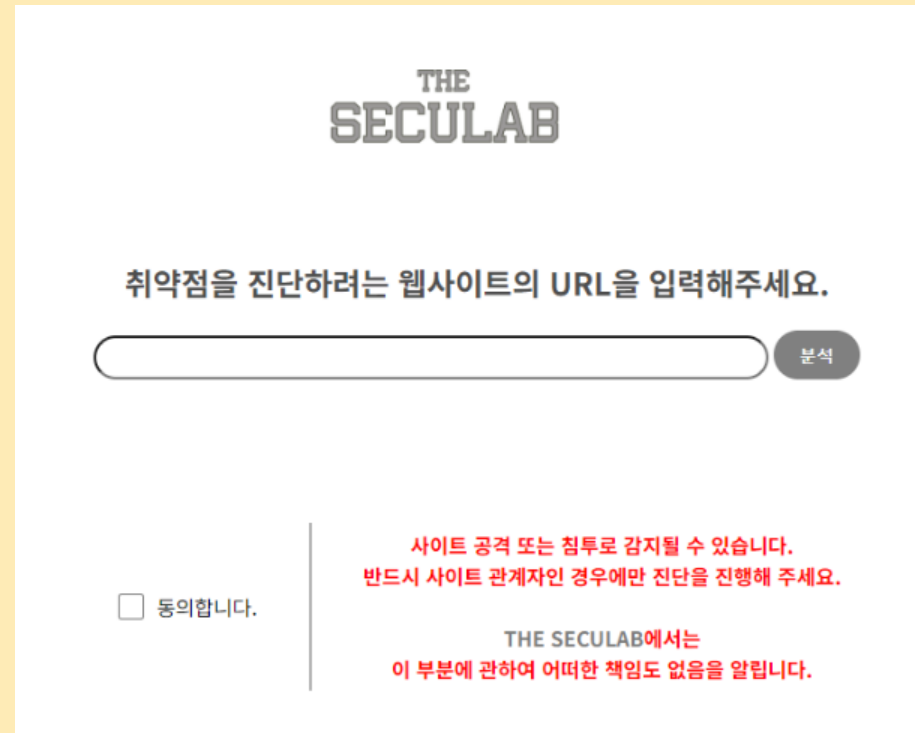 THE
SECULAB
취약점을 진단하려는 웹사이트의 URL을 입력해주세요.
분석
동의합니다.
사이트 공격 또는 침투로 감지될 수 있습니다.
반드시 사이트 관계자인 경우에만 진단을 진행해 주세요.
THE SECULAB에서는
이 부분에 관하여 어떠한 책임도 없음을 알립니다.